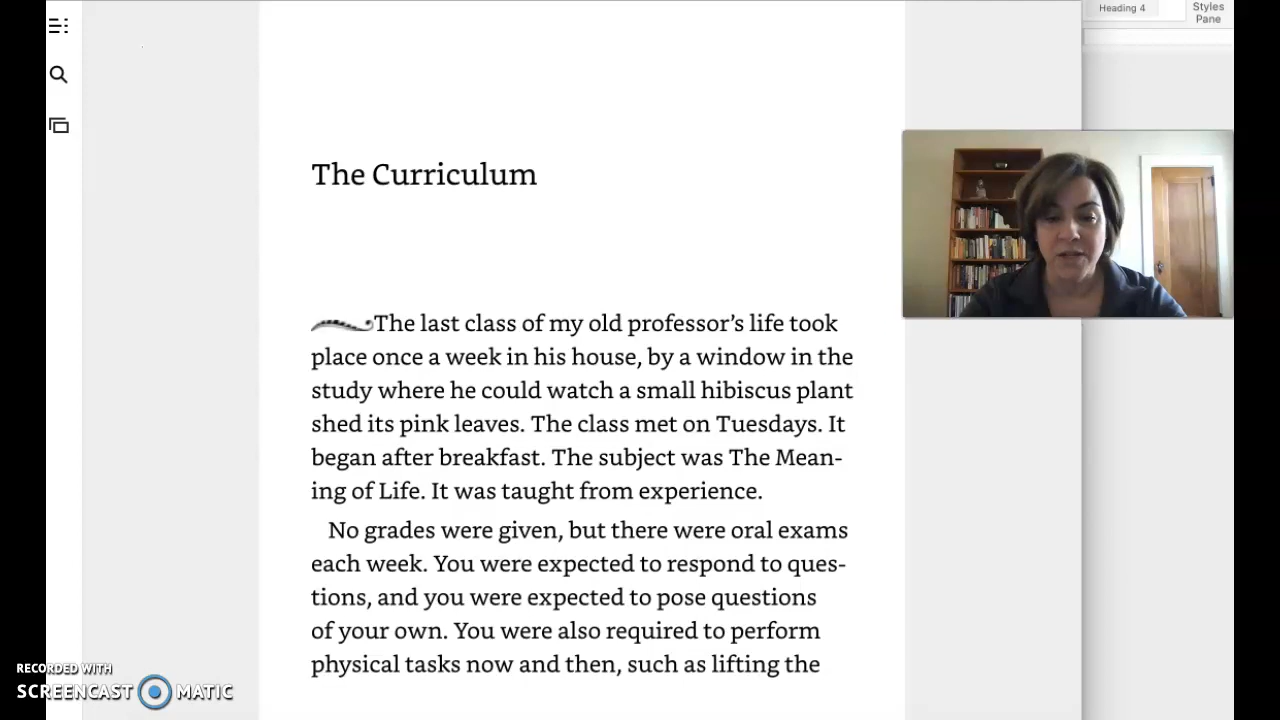 Heading 4
Styles
Pane
The Curriculum
The last class of my old professor's life took
place once a week in his house, by a window in the
study where he could watch a small hibiscus plant
shed its pink leaves. The class met on Tuesdays. It
began after breakfast. The subject was The Mean-
ing of Life. It was taught from experience.
No grades were given, but there were oral exams
each week. You were expected to respond to ques-
tions, and you were expected to pose questions
of your own. You were also required to perform
physical tasks now and then, such as lifting the
RECORDED WITH
SCREENCAST MATIC